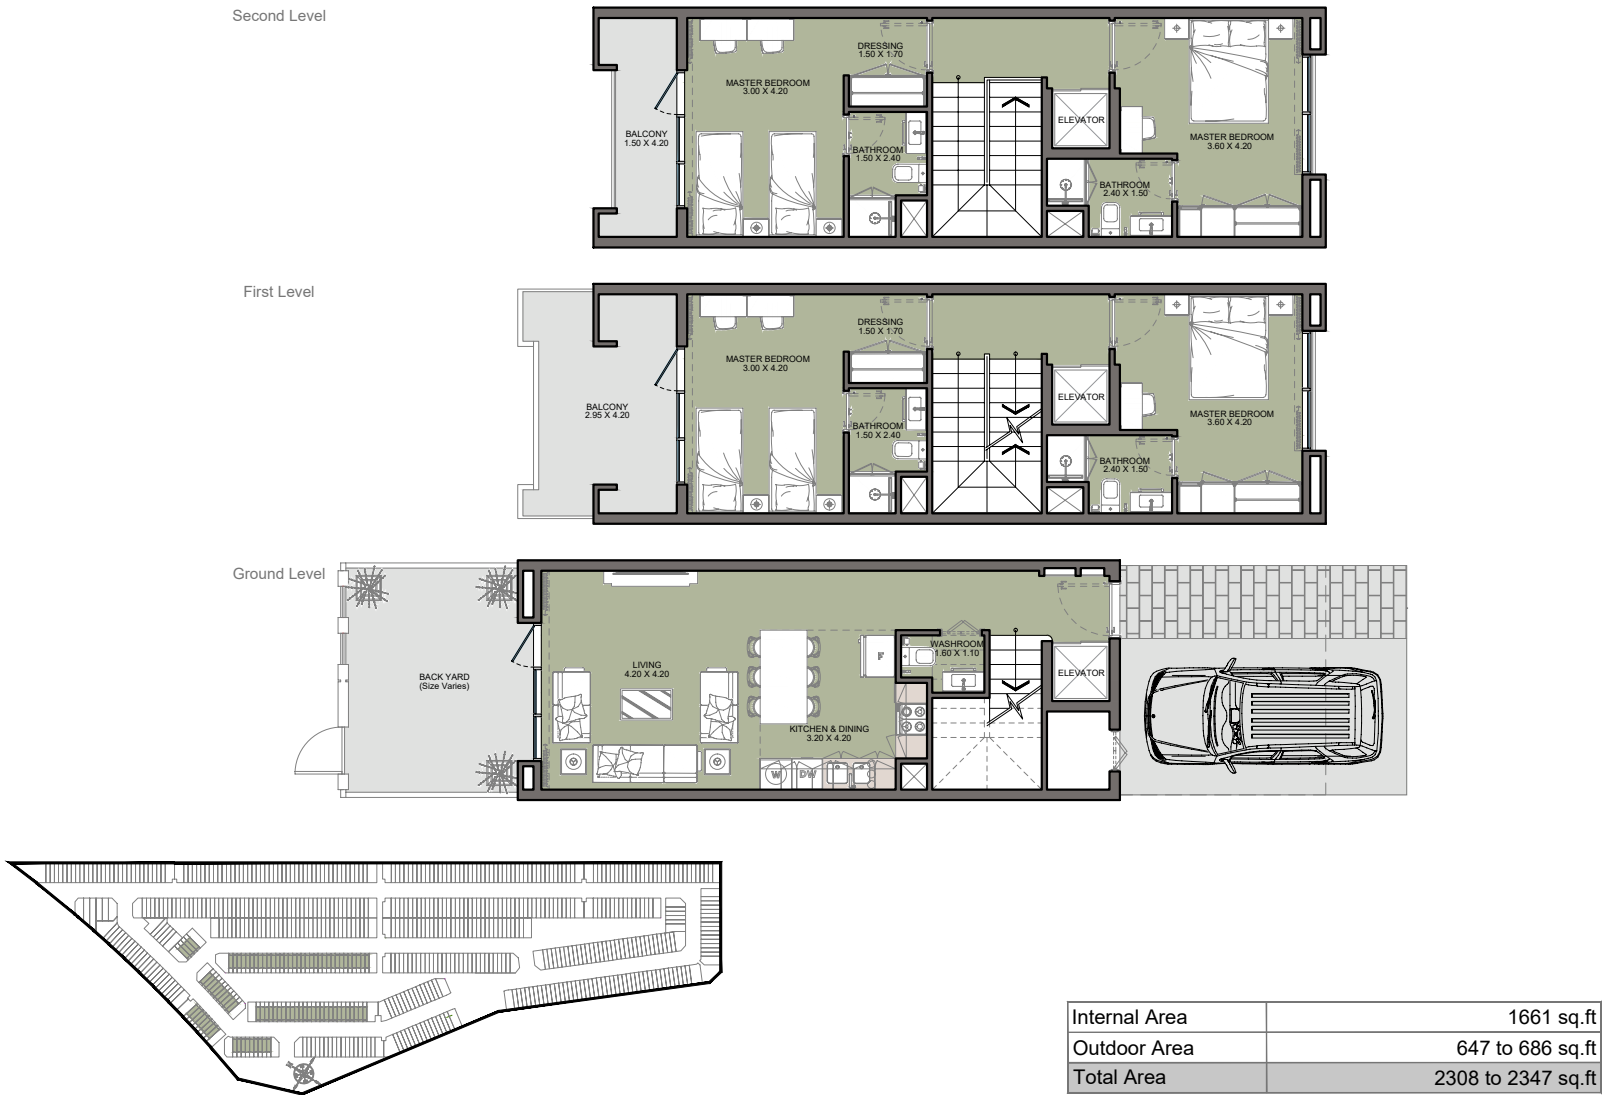 Second Level
DRESSING
1.50 X 1.70
MASTER BEDROOM
3.00 X 4.20
BALCONY
1.50 X 4.20
BATHROOM
1.50 X 2.40
ELEVATOR
MASTER BEDROOM
3.60 X 4.20
BATHROOM
2.40 X 1.50
First Level
DRESSING
1.50 X 1.70
MASTER BEDROOM
3.00 X 4.20
BALCONY
2.95 X 4.20
BATHROOM
1.50 X 2.40
ELEVATOR
MASTER BEDROOM
3.60 X 4.20
BATHROOM
2.40 X 1.50
Ground Level
BACK YARD
(Size Varies)
LIVING
4.20 X 4.20
F
WASHROOM
1.60 X 1.10
ELEVATOR
KITCHEN & DINING
3.20 X 4.20
W
DW
Internal Area 1661 sq.ft
Outdoor Area 647 to 686 sq.ft
Total Area 2308 to 2347 sq.ft